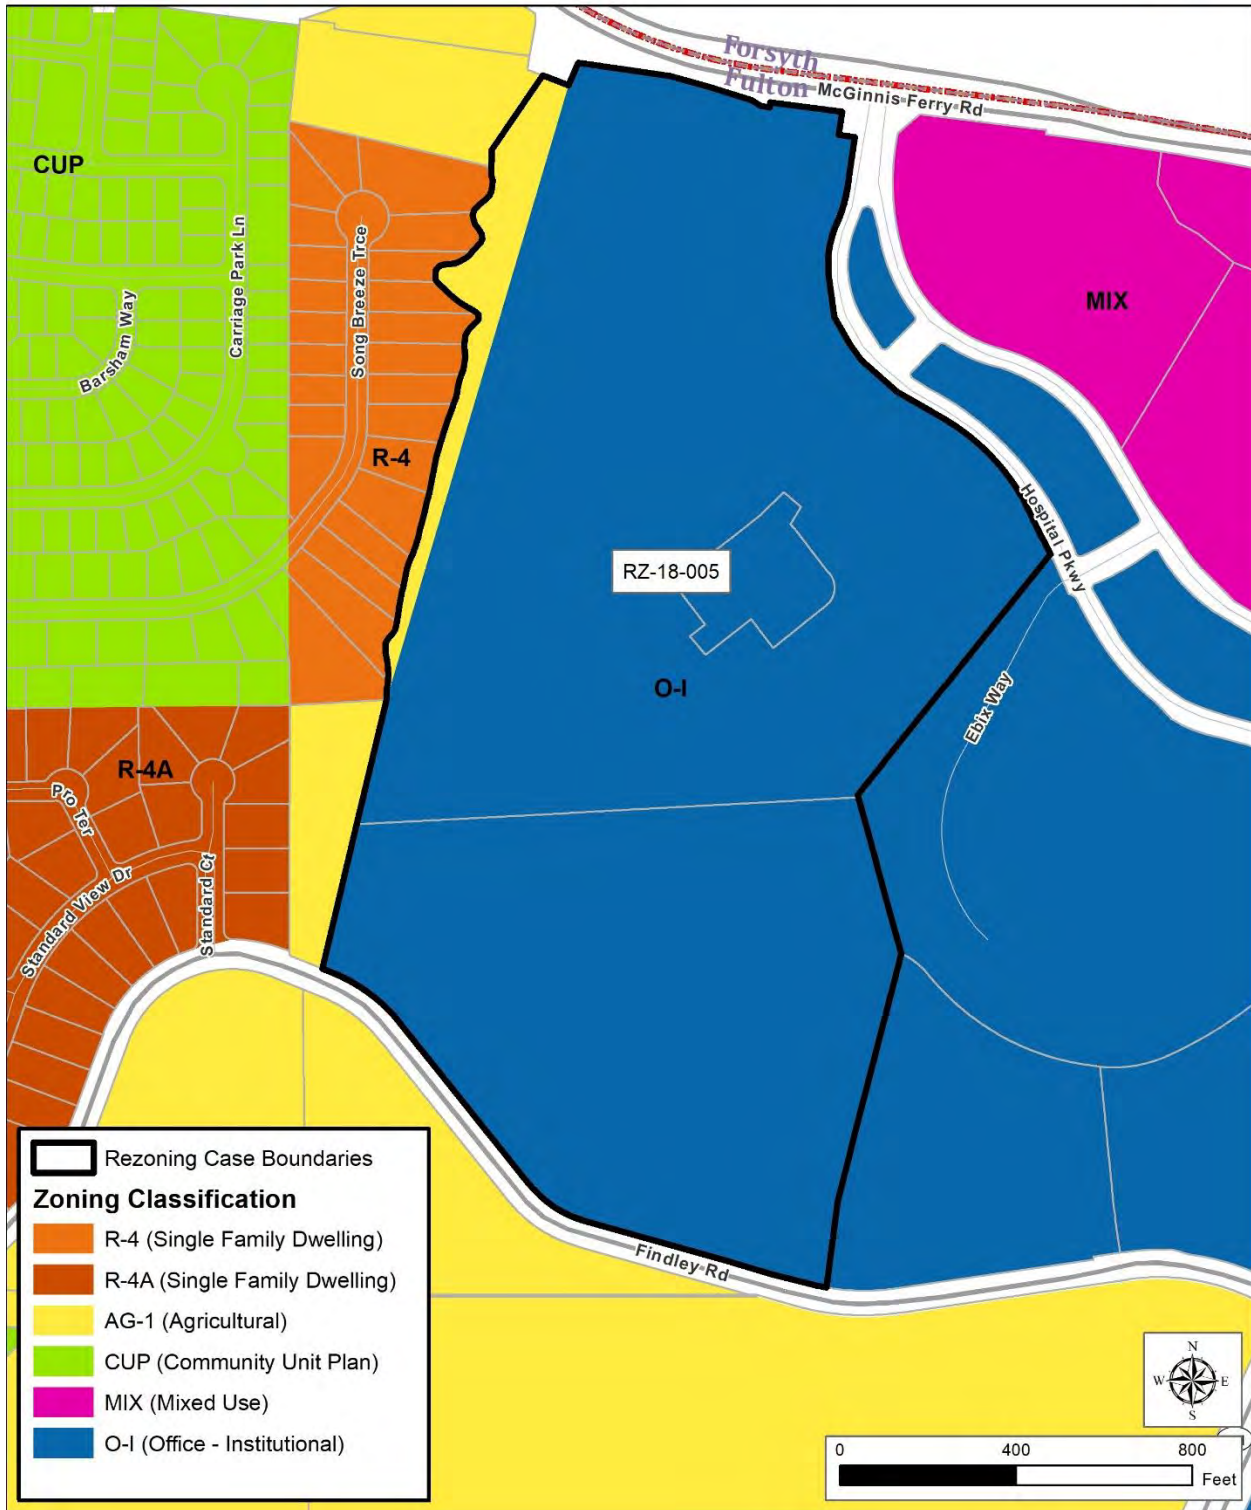 Forsyth
Fulton
McGinnis Ferry Rd
CUP
Carriage Park Ln
Song Breeze Trce
Barsham Way
MIX
R-4
Hospital Pkwy
RZ-18-005
O-I
Ebix Way
R-4A
Pro Ter
Standard View Dr
Standard Ct
Findley Rd
Rezoning Case Boundaries
Zoning Classification
R-4 (Single Family Dwelling)
R-4A (Single Family Dwelling)
AG-1 (Agricultural)
CUP (Community Unit Plan)
MIX (Mixed Use)
O-I (Office - Institutional)
N
W E
S
0 400 800
Feet